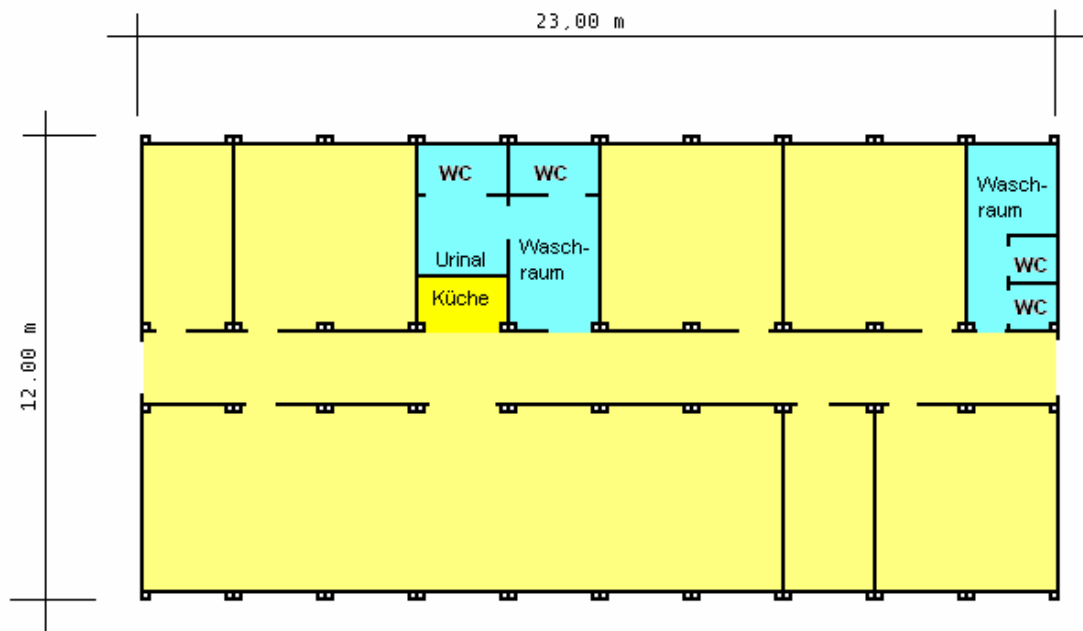 23,00 m
WC
WC
Wasch-
raum
Urinal
Wasch-
raum
Küche
WC
WC
12.00 m